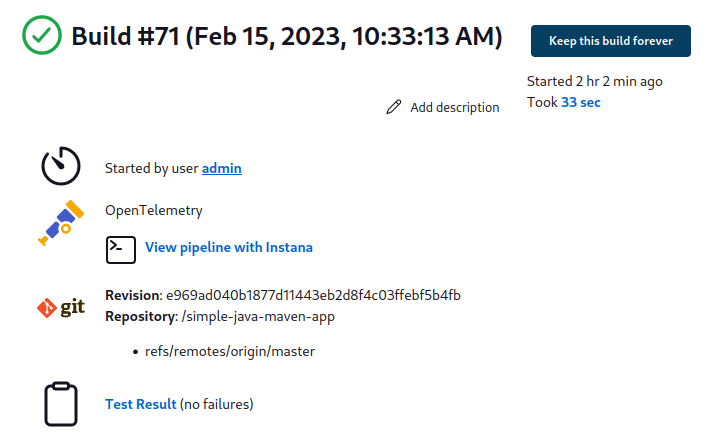 Build #71 (Feb 15, 2023, 10:33:13 AM)
Keep this build forever
Started 2 hr 2 min ago
Took 33 sec
Add description
Started by user admin
OpenTelemetry
View pipeline with Instana
git
Revision: e969ad040b1877d11443eb2d8f4c03ffebf5b4fb
Repository: /simple-java-maven-app
• refs/remotes/origin/master
Test Result (no failures)